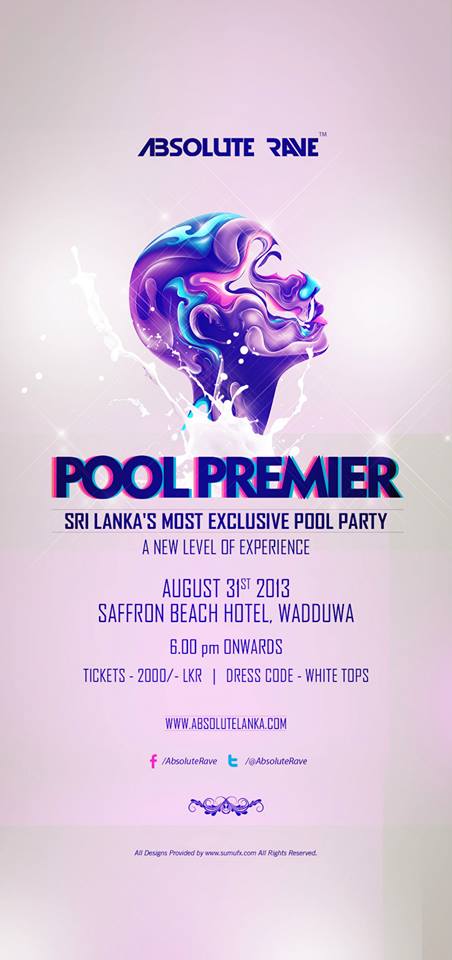 ABSOLUTE RAVE™
POOL PREMIER
SRI LANKA'S MOST EXCLUSIVE POOL PARTY
A NEW LEVEL OF EXPERIENCE
AUGUST 31ST 2013
SAFFRON BEACH HOTEL, WADDUWA
6.00 pm ONWARDS
TICKETS - 2000/- LKR | DRESS CODE - WHITE TOPS
WWW.ABSOLUTELANKA.COM
f /AbsoluteRave t /@AbsoluteRave
All Designs Provided by www.sumufx.com All Rights Reserved.